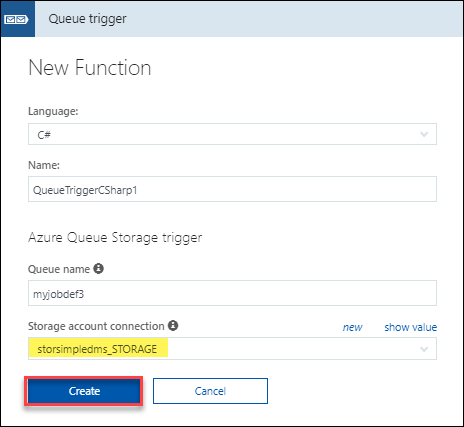 Queue trigger
New Function
Language:
C#
Name:
QueueTriggerCSharp1
Azure Queue Storage trigger
Queue name
myjobdef3
Storage account connection new show value
storsimpledms_STORAGE
Create Cancel